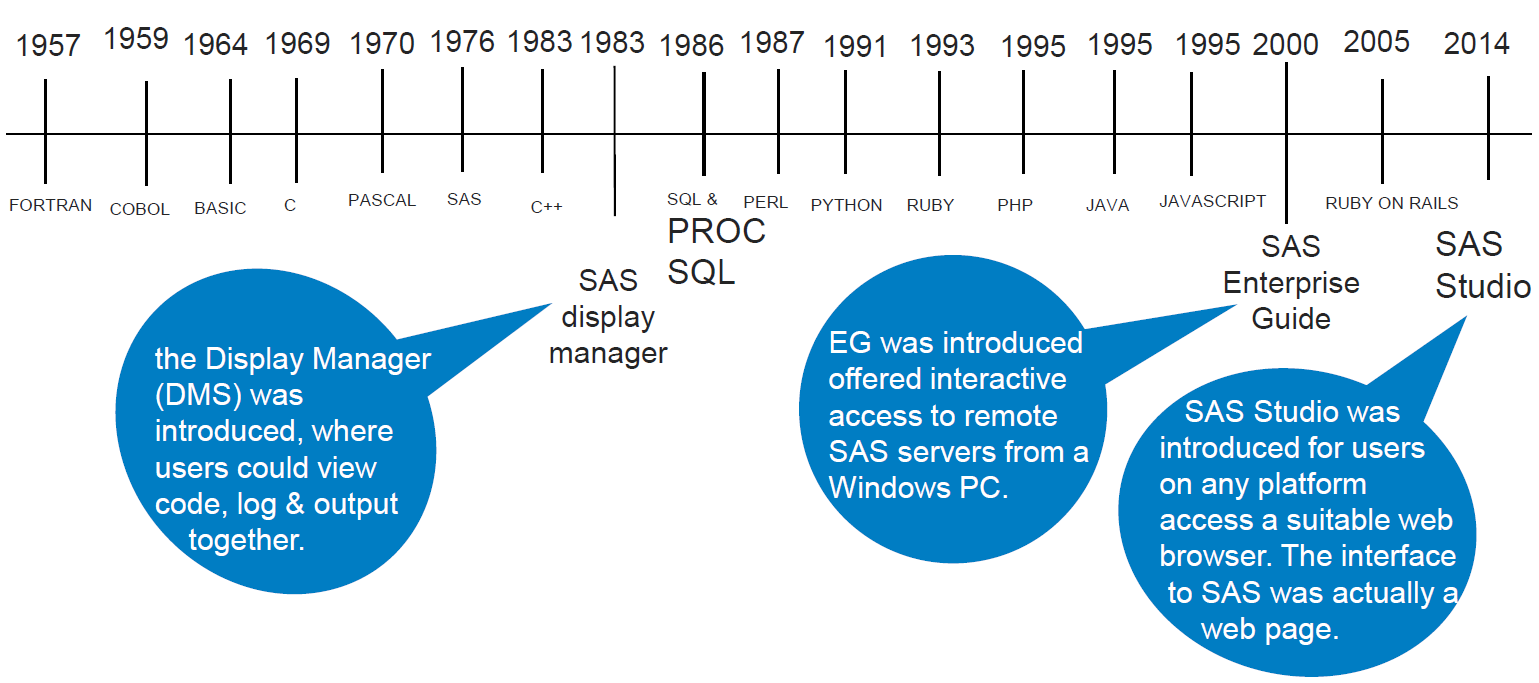 1957 1959 1964 1969 1970 1976 1983 1983 1986 1987 1991 1993 1995 1995 1995 2000 2005 2014
FORTRAN COBOL BASIC C PASCAL SAS C++ SQL & PERL PYTHON RUBY PHP JAVA JAVASCRIPT RUBY ON RAILS
PROC
SQL
SAS
display
manager
SAS
Enterprise
Guide
SAS
Studio
the Display Manager
(DMS) was
introduced, where
users could view
code, log & output
together.
EG was introduced
offered interactive
access to remote
SAS servers from a
Windows PC.
SAS Studio was
introduced for users
on any platform
access a suitable web
browser. The interface
to SAS was actually a
web page.